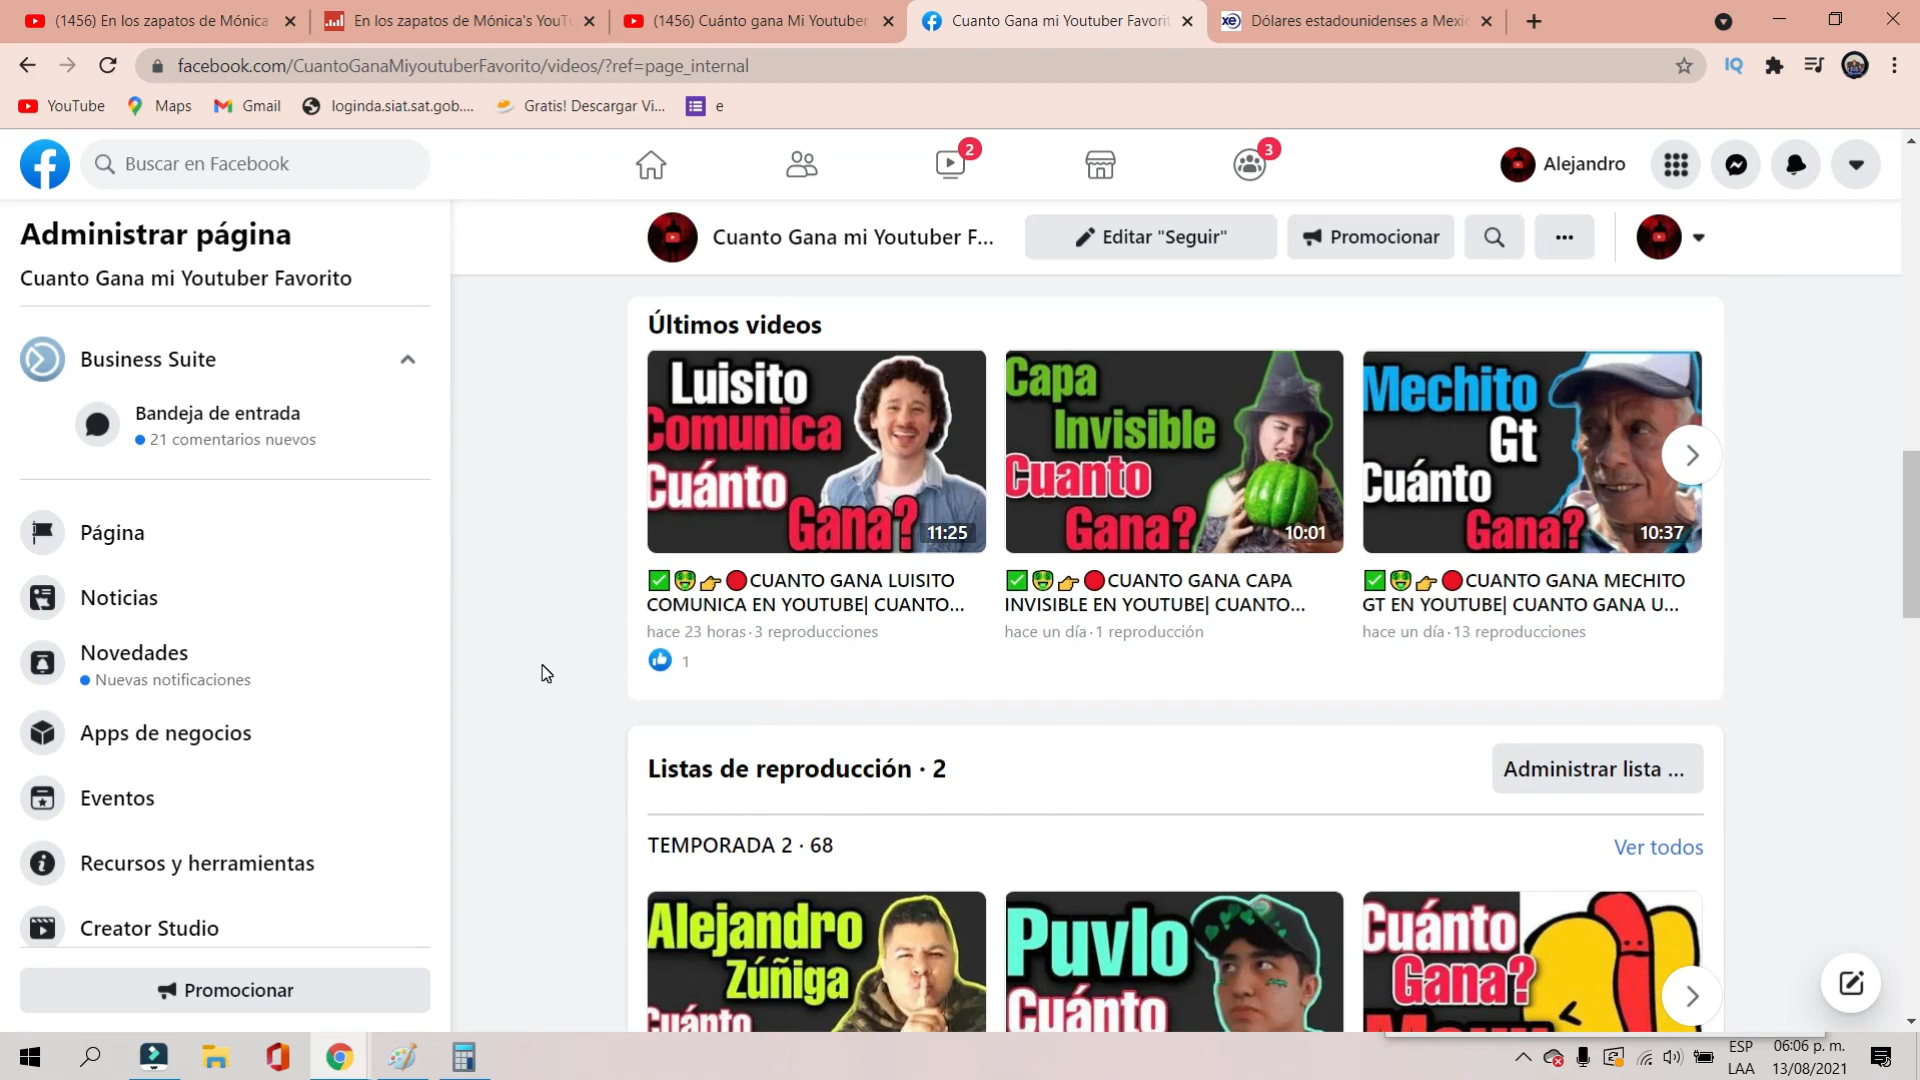 (1456) En los zapatos de Mónica
En los zapatos de Mónica's YouTu
(1456) Cuánto gana Mi Youtuber
Cuanto Gana mi Youtuber Favorit
Dólares estadounidenses a Mexic
facebook.com/CuantoGanaMiyoutuberFavorito/videos/?ref=page_internal
IQ
YouTube
Maps
Gmail
loginda.siat.sat.gob....
Gratis! Descargar Vi...
e
Buscar en Facebook
2
3
Alejandro
Administrar página
Cuanto Gana mi Youtuber Favorito
Business Suite
Bandeja de entrada
21 comentarios nuevos
Página
Noticias
Novedades
Nuevas notificaciones
Apps de negocios
Eventos
Recursos y herramientas
Creator Studio
Promocionar
Cuanto Gana mi Youtuber F...
Editar "Seguir"
Promocionar
Últimos videos
Luisito
Comunica
Cuánto
Gana?
11:25
Capa
Invisible
Cuanto
Gana?
10:01
Mechito
Gt
Cuánto
Gana?
10:37
✅🤑👉🔴CUANTO GANA LUISITO
COMUNICA EN YOUTUBE| CUANTO...
hace 23 horas · 3 reproducciones
1
✅🤑👉🔴CUANTO GANA CAPA
INVISIBLE EN YOUTUBE| CUANTO...
hace un día · 1 reproducción
✅🤑👉🔴CUANTO GANA MECHITO
GT EN YOUTUBE| CUANTO GANA U...
hace un día · 13 reproducciones
Listas de reproducción · 2
Administrar lista ...
TEMPORADA 2 · 68
Ver todos
Alejandro
Zúñiga
Cuánto
Puvlo
Cuánto
Cuánto
Gana?
ESP
LAA
06:06 p. m.
13/08/2021